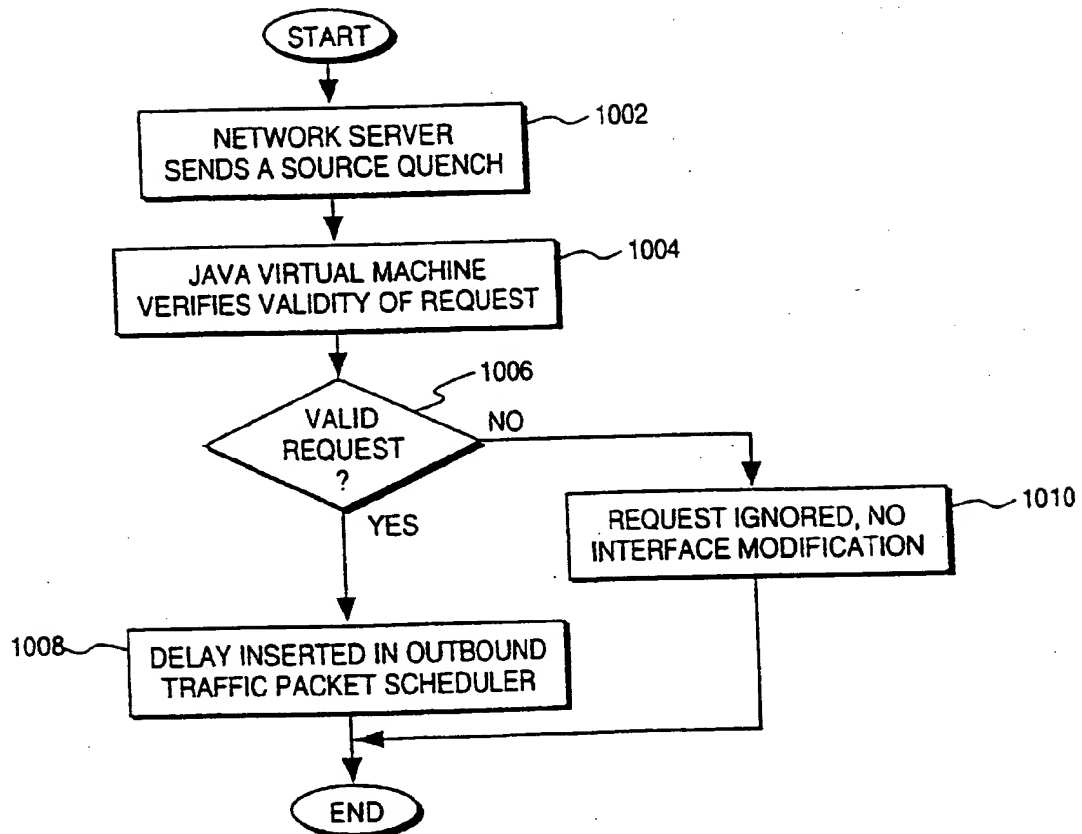 START
NETWORK SERVER
SENDS A SOURCE QUENCH
1002
JAVA VIRTUAL MACHINE
VERIFIES VALIDITY OF REQUEST
1004
VALID
REQUEST
?
1006
NO
YES
REQUEST IGNORED, NO
INTERFACE MODIFICATION
1010
1008
DELAY INSERTED IN OUTBOUND
TRAFFIC PACKET SCHEDULER
END